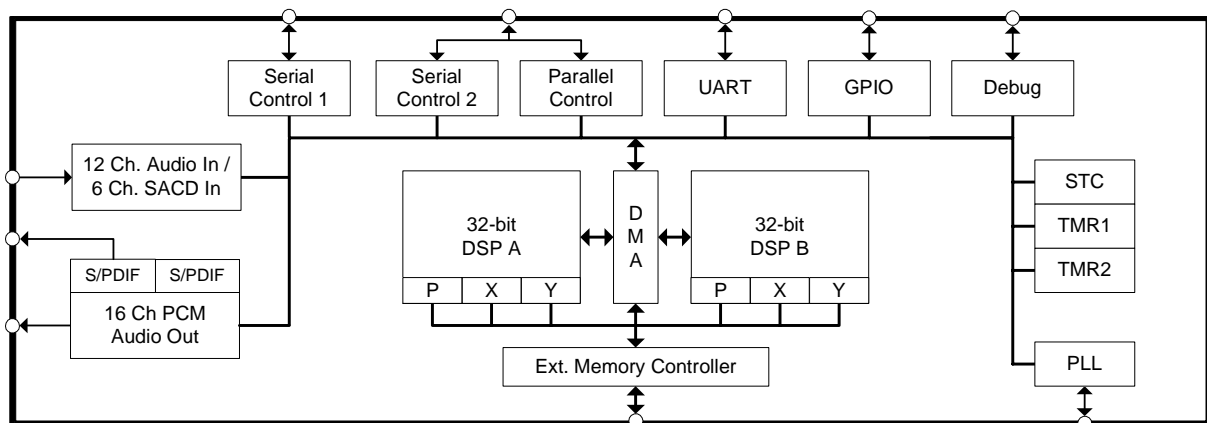 Serial
Control 1
Serial
Control 2
Parallel
Control
UART
GPIO
Debug
12 Ch. Audio In /
6 Ch. SACD In
S/PDIF
S/PDIF
16 Ch PCM
Audio Out
32-bit
DSP A
P
X
Y
D
M
A
32-bit
DSP B
P
X
Y
Ext. Memory Controller
STC
TMR1
TMR2
PLL